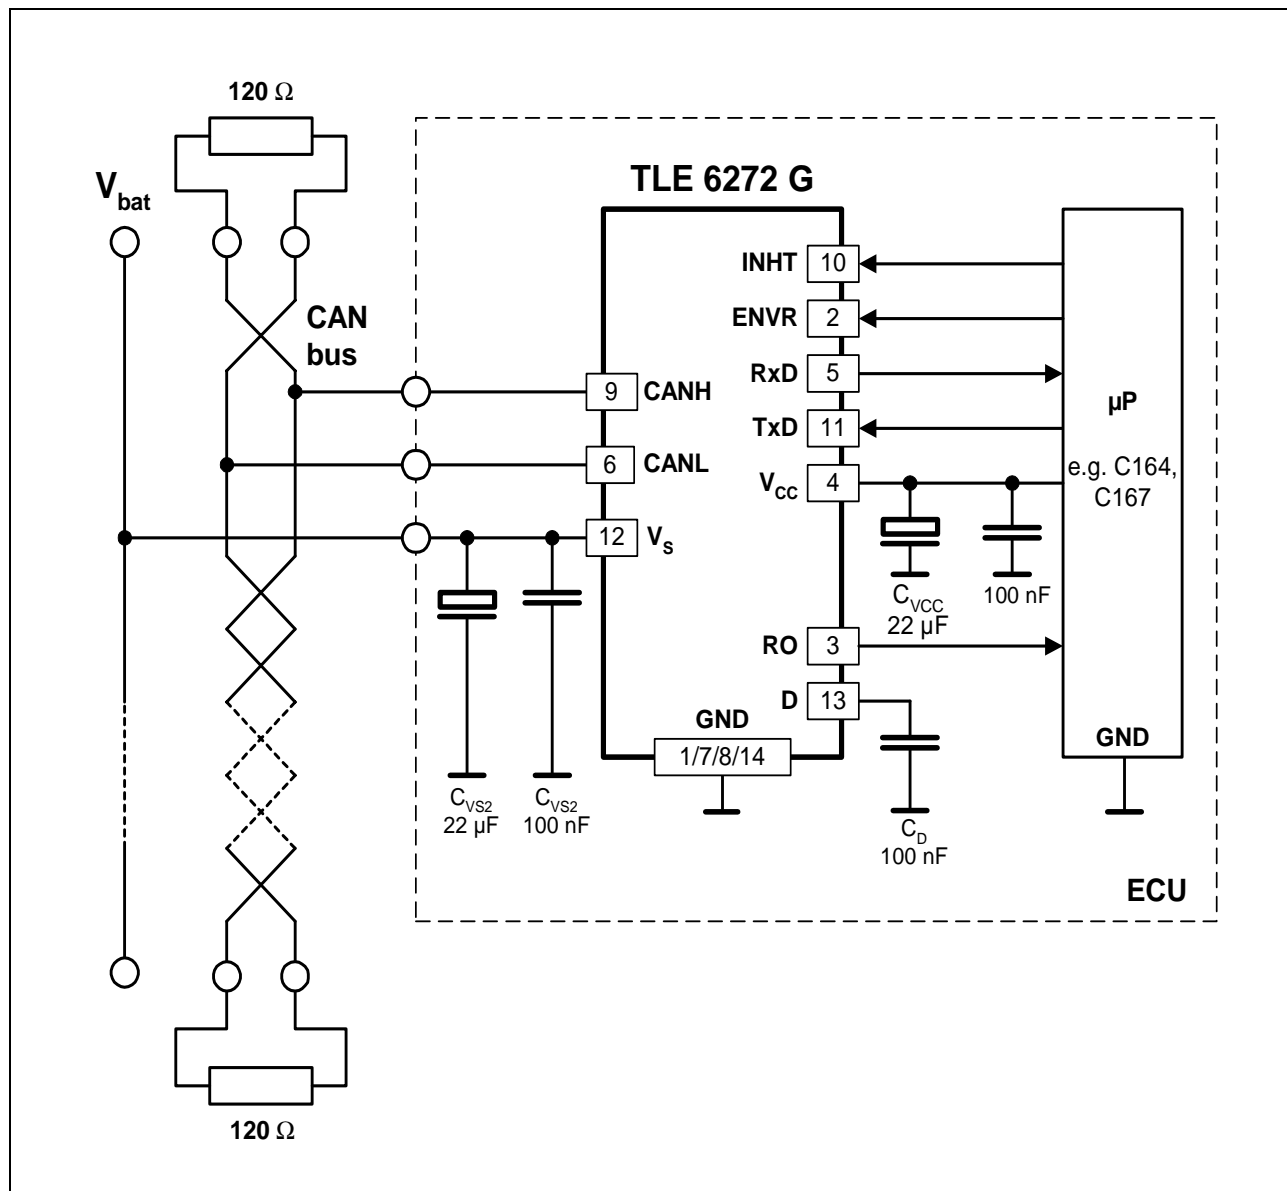 120 Ω
V_bat
CAN
bus
TLE 6272 G
INHT 10
ENVR 2
RxD 5
TxD 11
V_CC 4
9 CANH
6 CANL
12 V_S
µP
e.g. C164,
C167
C_VCC
22 µF
100 nF
RO 3
D 13
GND
1/7/8/14
GND
C_VS2
22 µF
C_VS2
100 nF
C_D
100 nF
ECU
120 Ω